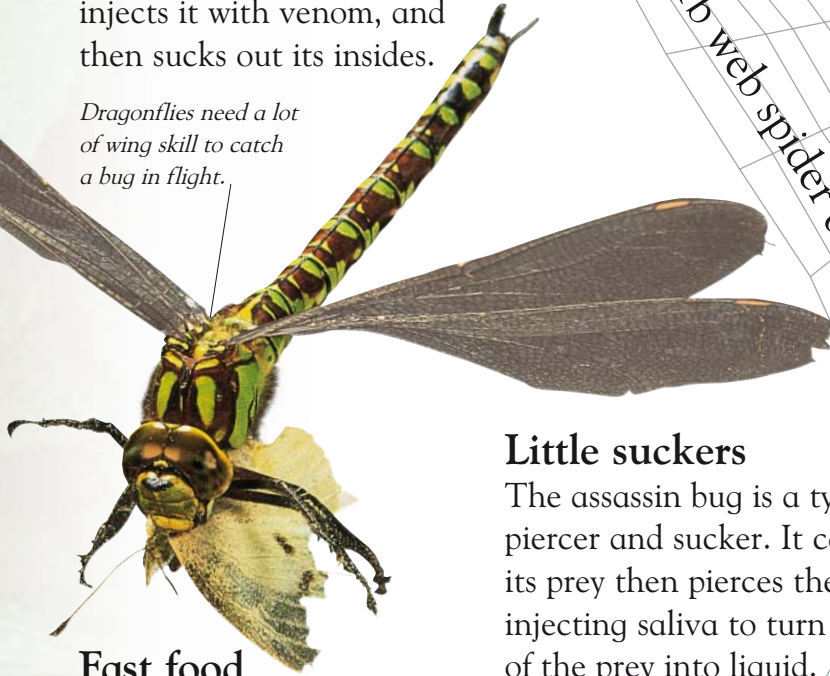 injects it with venom, and
then sucks out its insides.
Dragonflies need a lot
of wing skill to catch
a bug in flight.
web spider
Little suckers
The assassin bug is a
piercer and sucker. It
its prey then pierces
injecting saliva to turn
of the prey into liquid.
Fast food